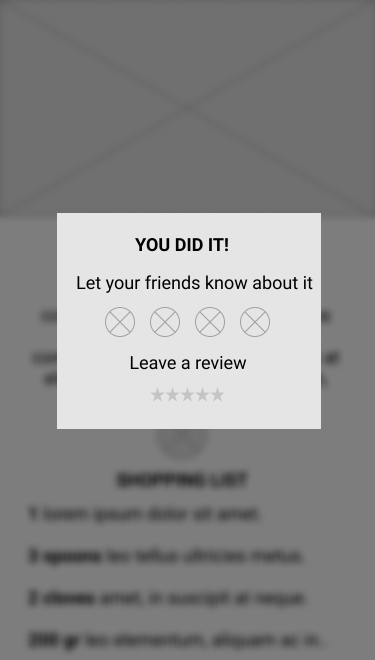 YOU DID IT!
Let your friends know about it
Leave a review
SHOPPING LIST
1 lorem ipsum dolor sit amet.
3 spoons leo tellus ultricies metus.
2 cloves amet, in suscipit at neque.
200 gr leo elementum, aliquam ac in..